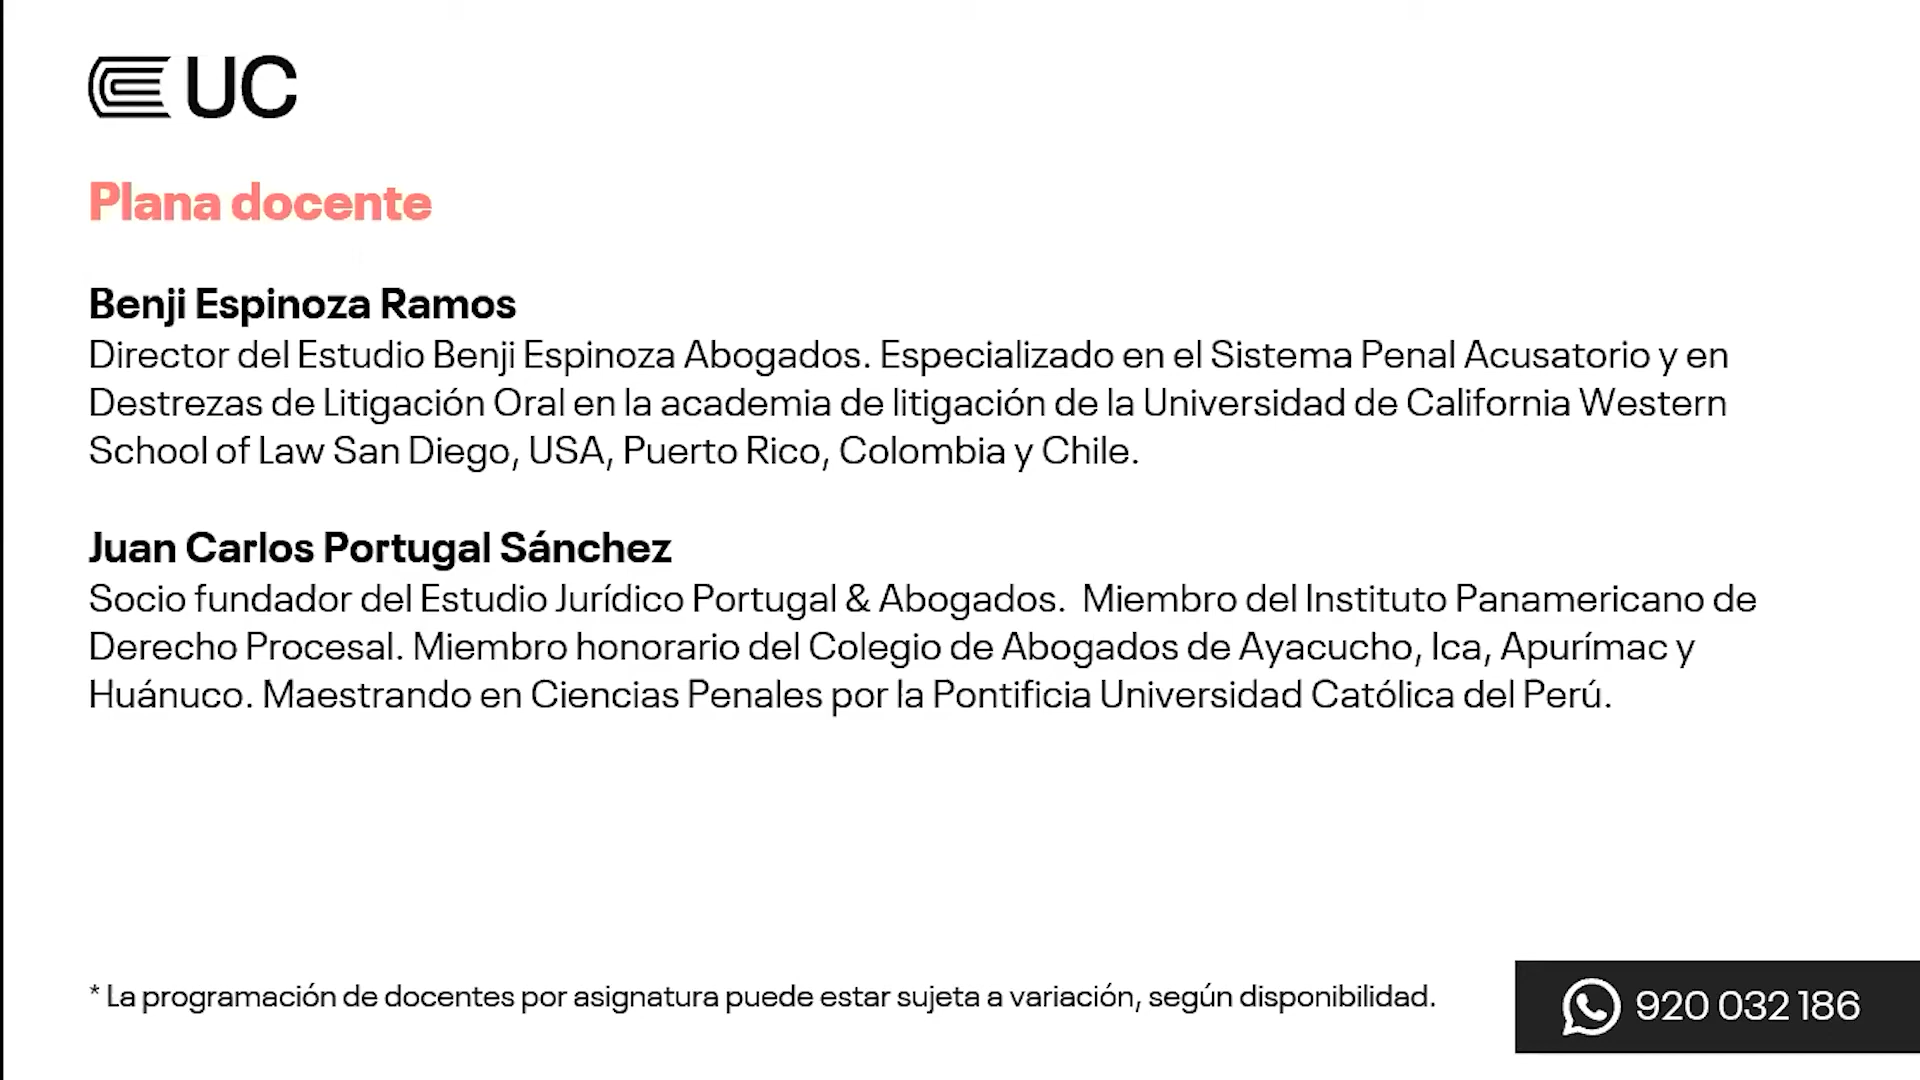 UC
Plana docente
Benji Espinoza Ramos
Director del Estudio Benji Espinoza Abogados. Especializado en el Sistema Penal Acusatorio y en
Destrezas de Litigación Oral en la academia de litigación de la Universidad de California Western
School of Law San Diego, USA, Puerto Rico, Colombia y Chile.
Juan Carlos Portugal Sánchez
Socio fundador del Estudio Jurídico Portugal & Abogados.  Miembro del Instituto Panamericano de
Derecho Procesal. Miembro honorario del Colegio de Abogados de Ayacucho, Ica, Apurímac y
Huánuco. Maestrando en Ciencias Penales por la Pontificia Universidad Católica del Perú.
* La programación de docentes por asignatura puede estar sujeta a variación, según disponibilidad.
920 032 186